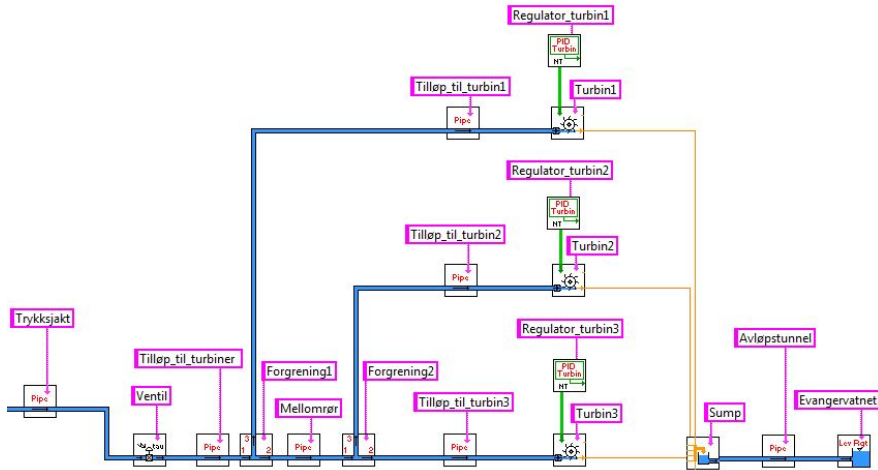 Regulator_turbin1
PID
Turbin
NT
Tilløp_til_turbin1
Turbin1
Pipe
Regulator_turbin2
PID
Turbin
NT
Tilløp_til_turbin2
Turbin2
Pipe
Trykksjakt
Regulator_turbin3
Avløpstunnel
Tilløp_til_turbiner
PID
Turbin
NT
Forgrening1
Forgrening2
Pipe
Ventil
Mellomrør
Tilløp_til_turbin3
Turbin3
Sump
Evangervatnet
tau
Pipe
3
1 2
Pipe
3
1 2
Pipe
Pipe
Lev Rgt